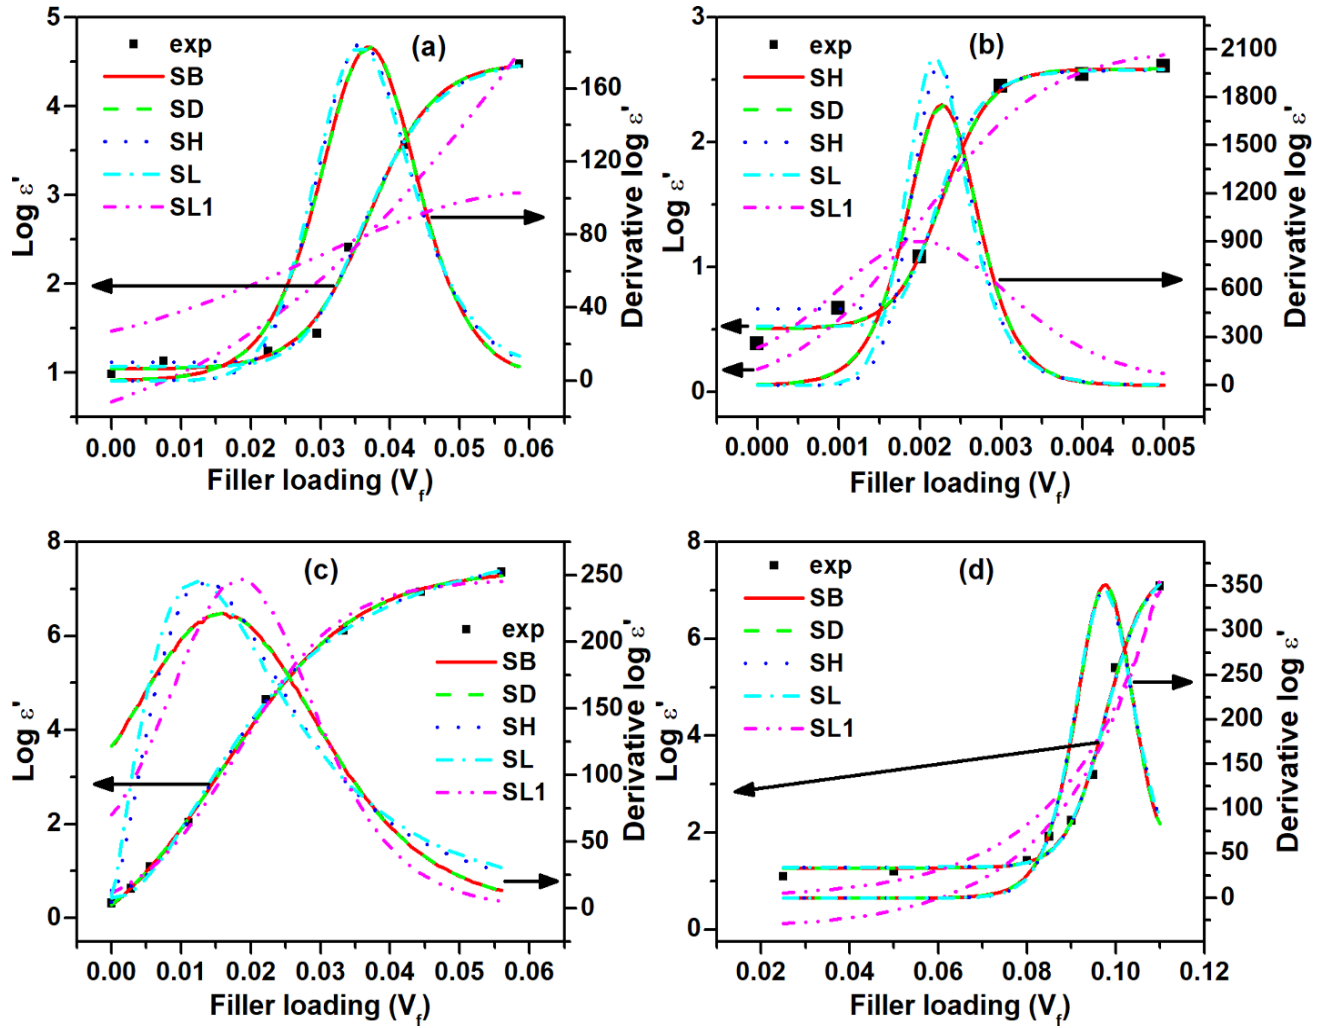 (a)
5
4
3
2
1
Log ε'
exp
SB
SD
SH
SL
SL1
160
120
80
40
0
Derivative log ε'
0.00 0.01 0.02 0.03 0.04 0.05 0.06
Filler loading (Vf)
(b)
3
2
1
0
Log ε'
exp
SH
SD
SH
SL
SL1
2100
1800
1500
1200
900
600
300
0
Derivative log ε'
0.000 0.001 0.002 0.003 0.004 0.005
Filler loading (Vf)
(c)
8
6
4
2
0
Log ε'
exp
SB
SD
SH
SL
SL1
250
200
150
100
50
0
Derivative log ε'
0.00 0.01 0.02 0.03 0.04 0.05 0.06
Filler loading (Vf)
(d)
8
6
4
2
0
Log ε'
exp
SB
SD
SH
SL
SL1
350
300
250
200
150
100
50
0
Derivative log ε'
0.02 0.04 0.06 0.08 0.10 0.12
Filler loading (Vf)